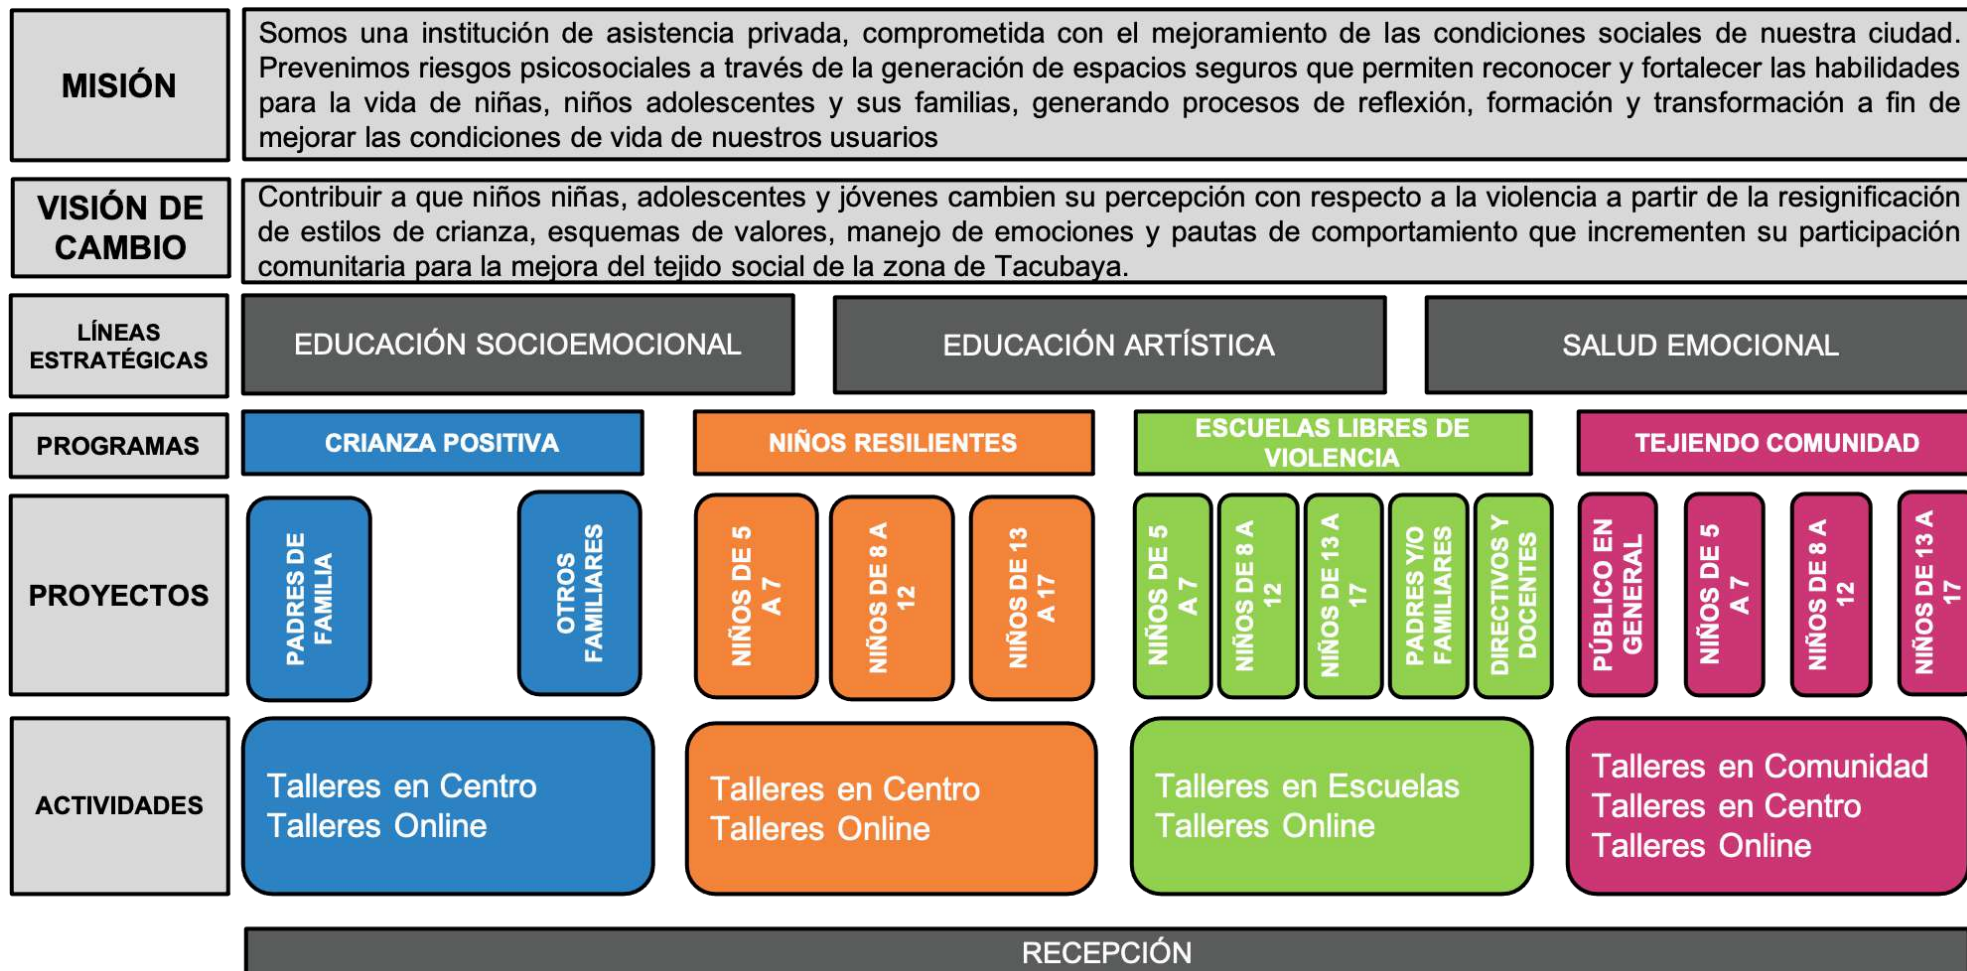 MISIÓN
Somos una institución de asistencia privada, comprometida con el mejoramiento de las condiciones sociales de nuestra ciudad.
Prevenimos riesgos psicosociales a través de la generación de espacios seguros que permiten reconocer y fortalecer las habilidades
para la vida de niñas, niños adolescentes y sus familias, generando procesos de reflexión, formación y transformación a fin de
mejorar las condiciones de vida de nuestros usuarios
VISIÓN DE
CAMBIO
Contribuir a que niños niñas, adolescentes y jóvenes cambien su percepción con respecto a la violencia a partir de la resignificación
de estilos de crianza, esquemas de valores, manejo de emociones y pautas de comportamiento que incrementen su participación
comunitaria para la mejora del tejido social de la zona de Tacubaya.
LÍNEAS
ESTRATÉGICAS
EDUCACIÓN SOCIOEMOCIONAL
EDUCACIÓN ARTÍSTICA
SALUD EMOCIONAL
PROGRAMAS
CRIANZA POSITIVA
NIÑOS RESILIENTES
ESCUELAS LIBRES DE
VIOLENCIA
TEJIENDO COMUNIDAD
PROYECTOS
PADRES DE
FAMILIA
OTROS
FAMILIARES
NIÑOS DE 5
A 7
NIÑOS DE 8 A
12
NIÑOS DE 13
A 17
NIÑOS DE 5
A 7
NIÑOS DE 8 A
12
NIÑOS DE 13 A
17
PADRES Y/O
FAMILIARES
DIRECTIVOS Y
DOCENTES
PÚBLICO EN
GENERAL
NIÑOS DE 5
A 7
NIÑOS DE 8 A
12
NIÑOS DE 13 A
17
ACTIVIDADES
Talleres en Centro
Talleres Online
Talleres en Centro
Talleres Online
Talleres en Escuelas
Talleres Online
Talleres en Comunidad
Talleres en Centro
Talleres Online
RECEPCIÓN